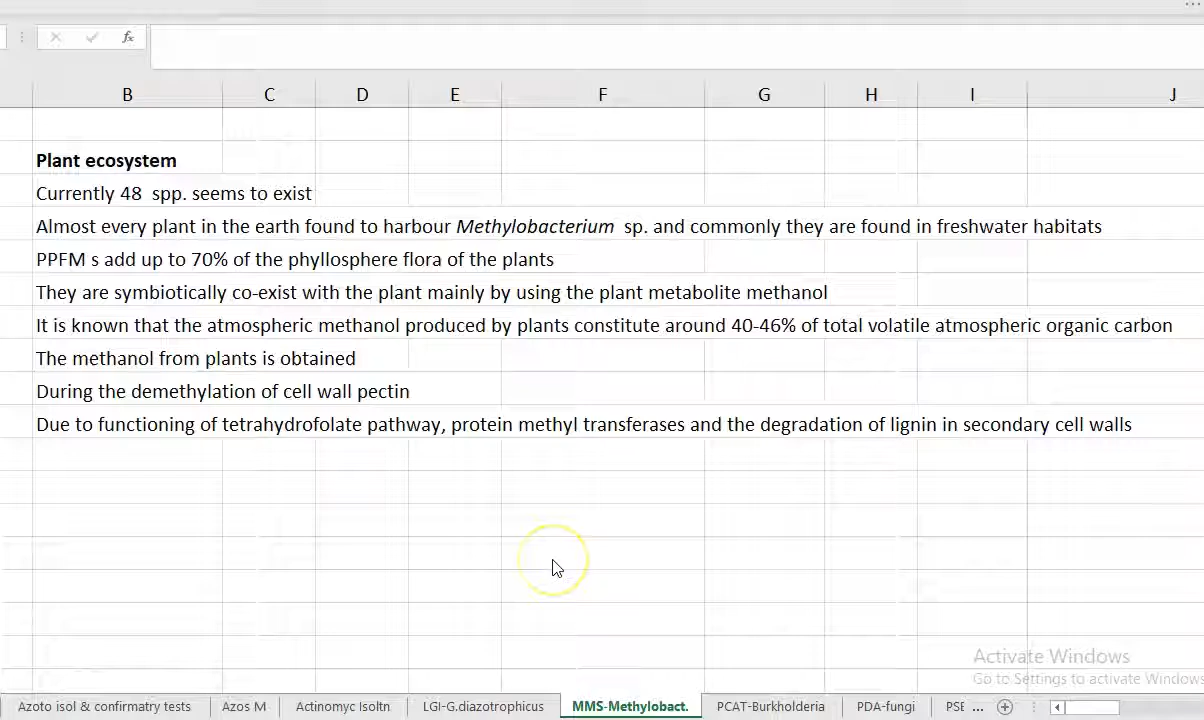 fx
B C D E F G H I J
Plant ecosystem
Currently 48 spp. seems to exist
Almost every plant in the earth found to harbour Methylobacterium sp. and commonly they are found in freshwater habitats
PPFM s add up to 70% of the phyllosphere flora of the plants
They are symbiotically co-exist with the plant mainly by using the plant metabolite methanol
It is known that the atmospheric methanol produced by plants constitute around 40-46% of total volatile atmospheric organic carbon
The methanol from plants is obtained
During the demethylation of cell wall pectin
Due to functioning of tetrahydrofolate pathway, protein methyl transferases and the degradation of lignin in secondary cell walls
Activate Windows
Go to Settings to activate Windows
Azoto isol & confirmatry tests Azos M Actinomyc Isoltn LGI-G.diazotrophicus MMS-Methylobact. PCAT-Burkholderia PDA-fungi PSE ...